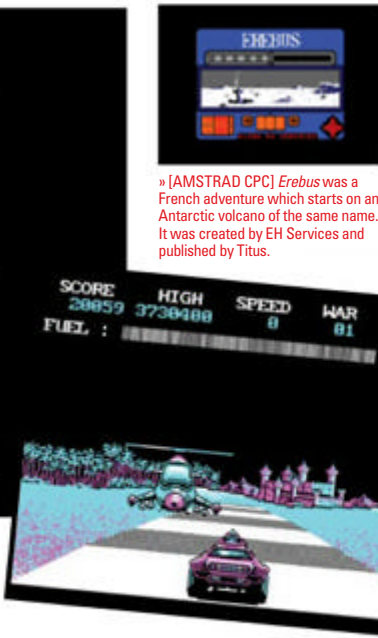 EREBUS
» [AMSTRAD CPC] Erebus was a
French adventure which starts on an
Antarctic volcano of the same name.
It was created by EH Services and
published by Titus.
SCORE HIGH SPEED WAR
20059 3730400 0 01
FUEL :